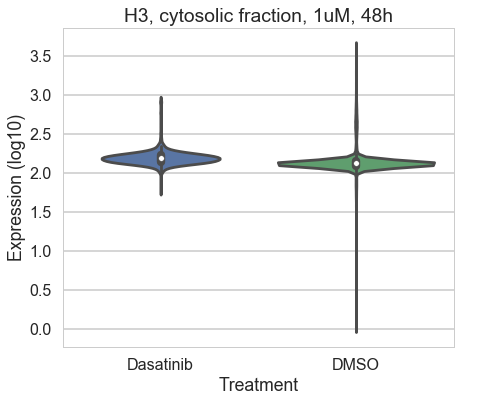 H3, cytosolic fraction, 1uM, 48h
Expression (log10)
3.5
3.0
2.5
2.0
1.5
1.0
0.5
0.0
Dasatinib DMSO
Treatment